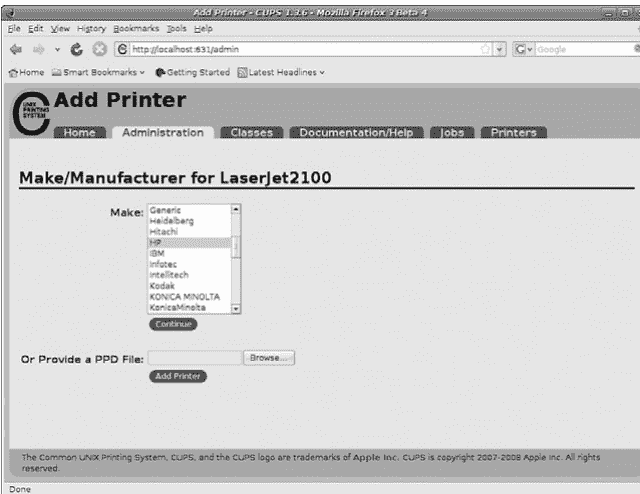 Add Printer - CUPS 1.3.6 - Mozilla Firefox 3 Beta 4
File Edit View History Bookmarks Tools Help
http://localhost:631/admin
Google
Home Smart Bookmarks Getting Started Latest Headlines
UNIX PRINTING SYSTEM
Add Printer
Home Administration Classes Documentation/Help Jobs Printers
Make/Manufacturer for LaserJet2100
Make:
Generic
Heidelberg
Hitachi
HP
IBM
Infotec
Intellitech
Kodak
KONICA MINOLTA
KonicaMinolta
Continue
Or Provide a PPD File: Browse...
Add Printer
The Common UNIX Printing System, CUPS, and the CUPS logo are trademarks of Apple Inc. CUPS is copyright 2007-2008 Apple Inc. All rights
reserved.
Done